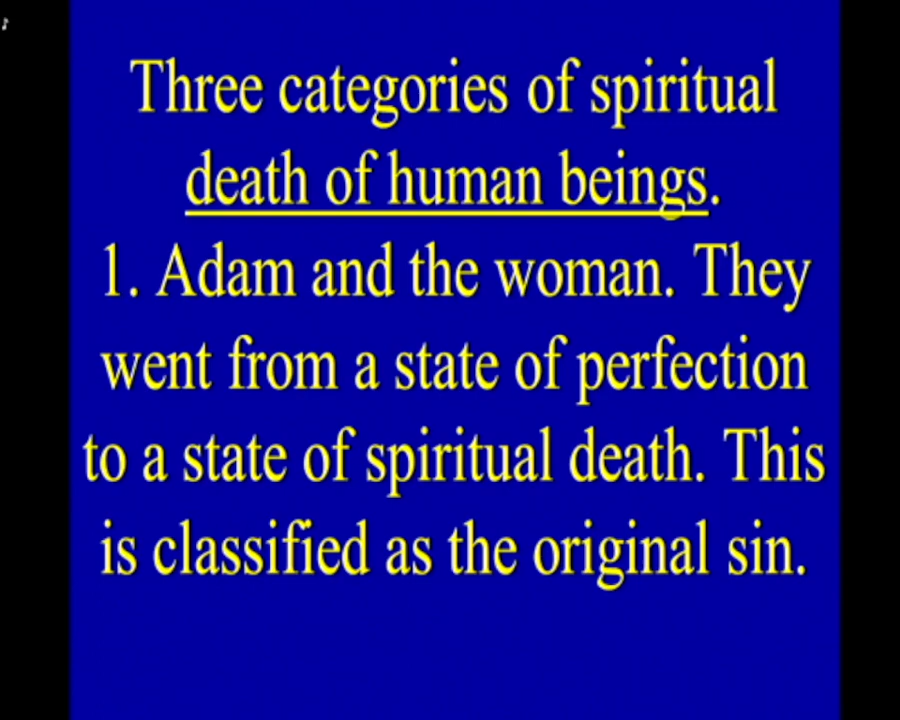 Three categories of spiritual
death of human beings.
1. Adam and the woman. They
went from a state of perfection
to a state of spiritual death. This
is classified as the original sin.